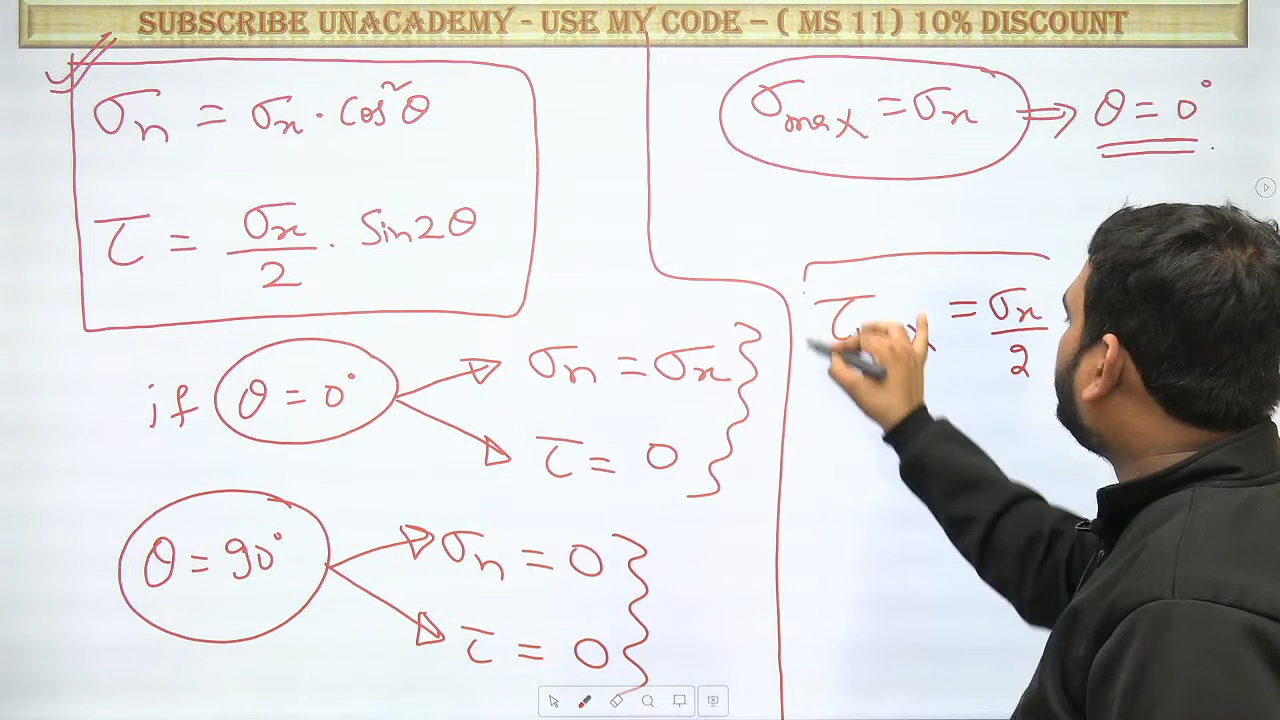 SUBSCRIBE UNACADEMY - USE MY CODE – ( MS 11) 10% DISCOUNT
σn = σx · cos²θ
τ = σx/2 · Sin2θ
if θ = 0° σn = σx
τ = 0
θ = 90° σn = 0
τ = 0
σmax = σx ⇒ θ = 0°
τ = σx/2